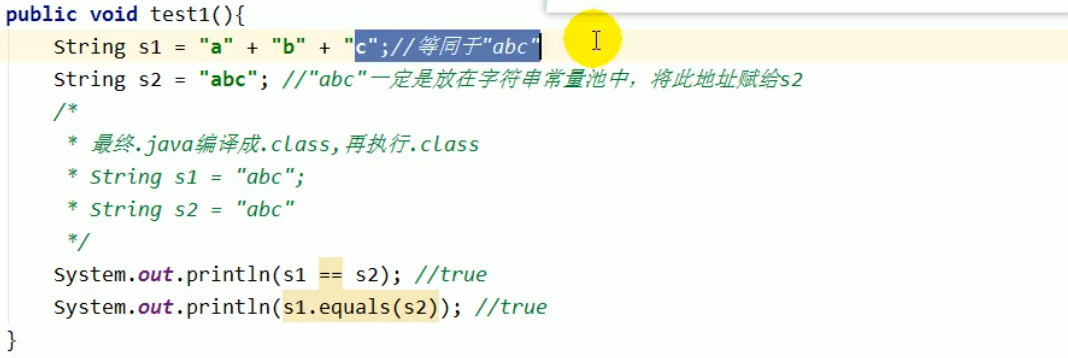 public void test1(){
String s1 = "a" + "b" + "c";//等同于"abc"
String s2 = "abc"; //"abc"一定是放在字符串常量池中，将此地址赋给s2
/*
* 最终.java编译成.class,再执行.class
* String s1 = "abc";
* String s2 = "abc"
*/
System.out.println(s1 == s2); //true
System.out.println(s1.equals(s2)); //true
}